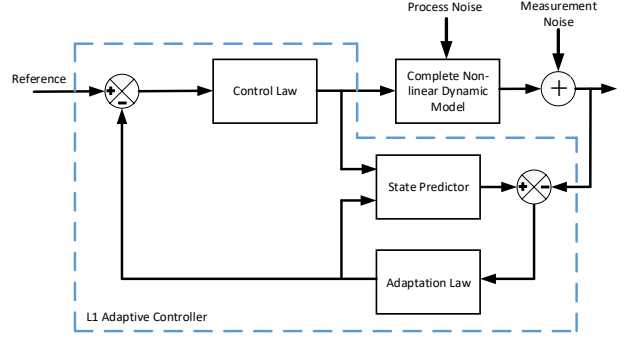 Process Noise
Measurement
Noise
Reference
+
-
Control Law
Complete Non-
linear Dynamic
Model
+
State Predictor
+
-
Adaptation Law
L1 Adaptive Controller